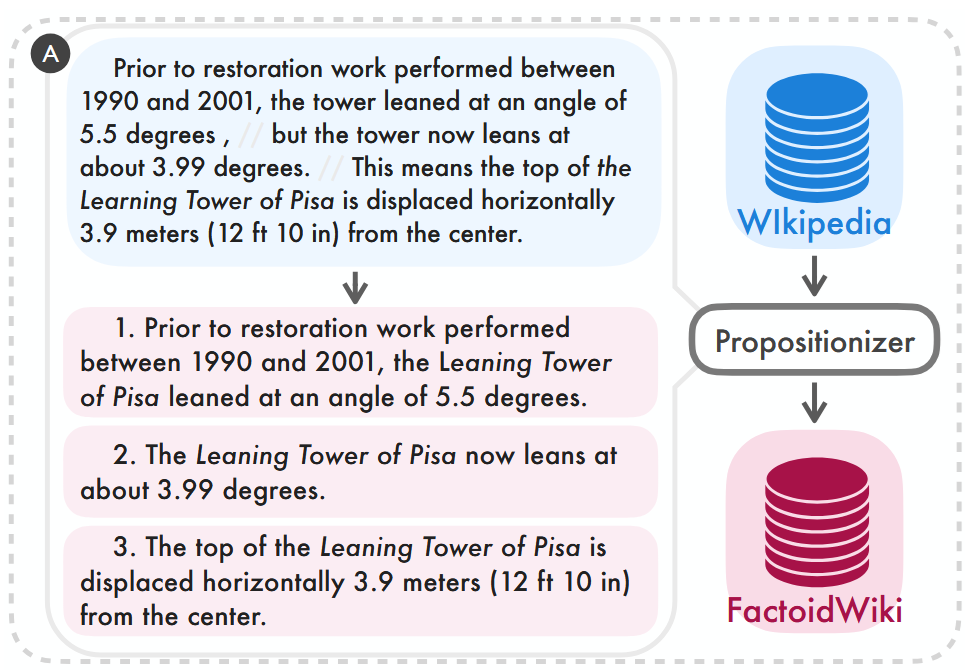 A
Prior to restoration work performed between
1990 and 2001, the tower leaned at an angle of
5.5 degrees , // but the tower now leans at
about 3.99 degrees. // This means the top of the
Learning Tower of Pisa is displaced horizontally
3.9 meters (12 ft 10 in) from the center.
1. Prior to restoration work performed
between 1990 and 2001, the Leaning Tower
of Pisa leaned at an angle of 5.5 degrees.
2. The Leaning Tower of Pisa now leans at
about 3.99 degrees.
3. The top of the Leaning Tower of Pisa is
displaced horizontally 3.9 meters (12 ft 10 in)
from the center.
WIkipedia
Propositionizer
FactoidWiki